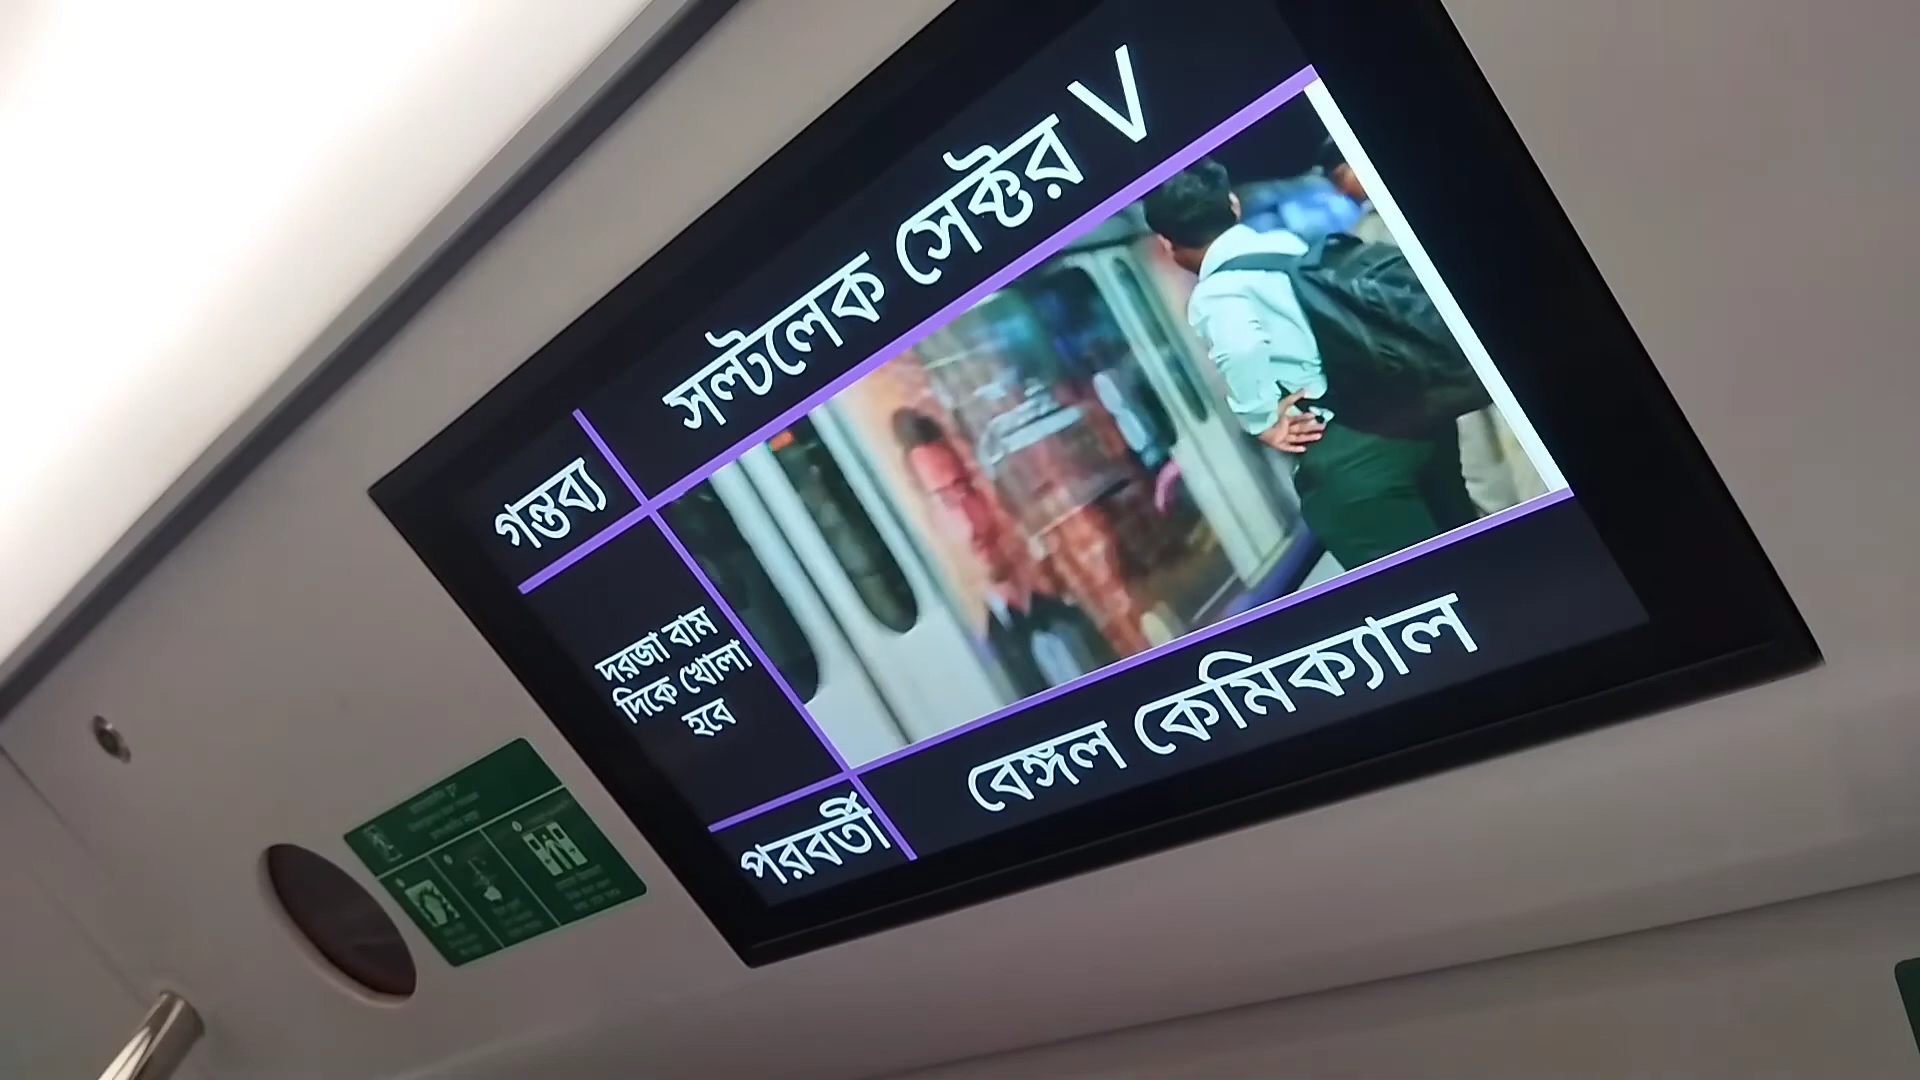 গন্তব্য
সল্টলেক সেক্টর V
দরজা বাম
দিকে খোলা
হবে
পরবর্তী
বেঙ্গল কেমিক্যাল